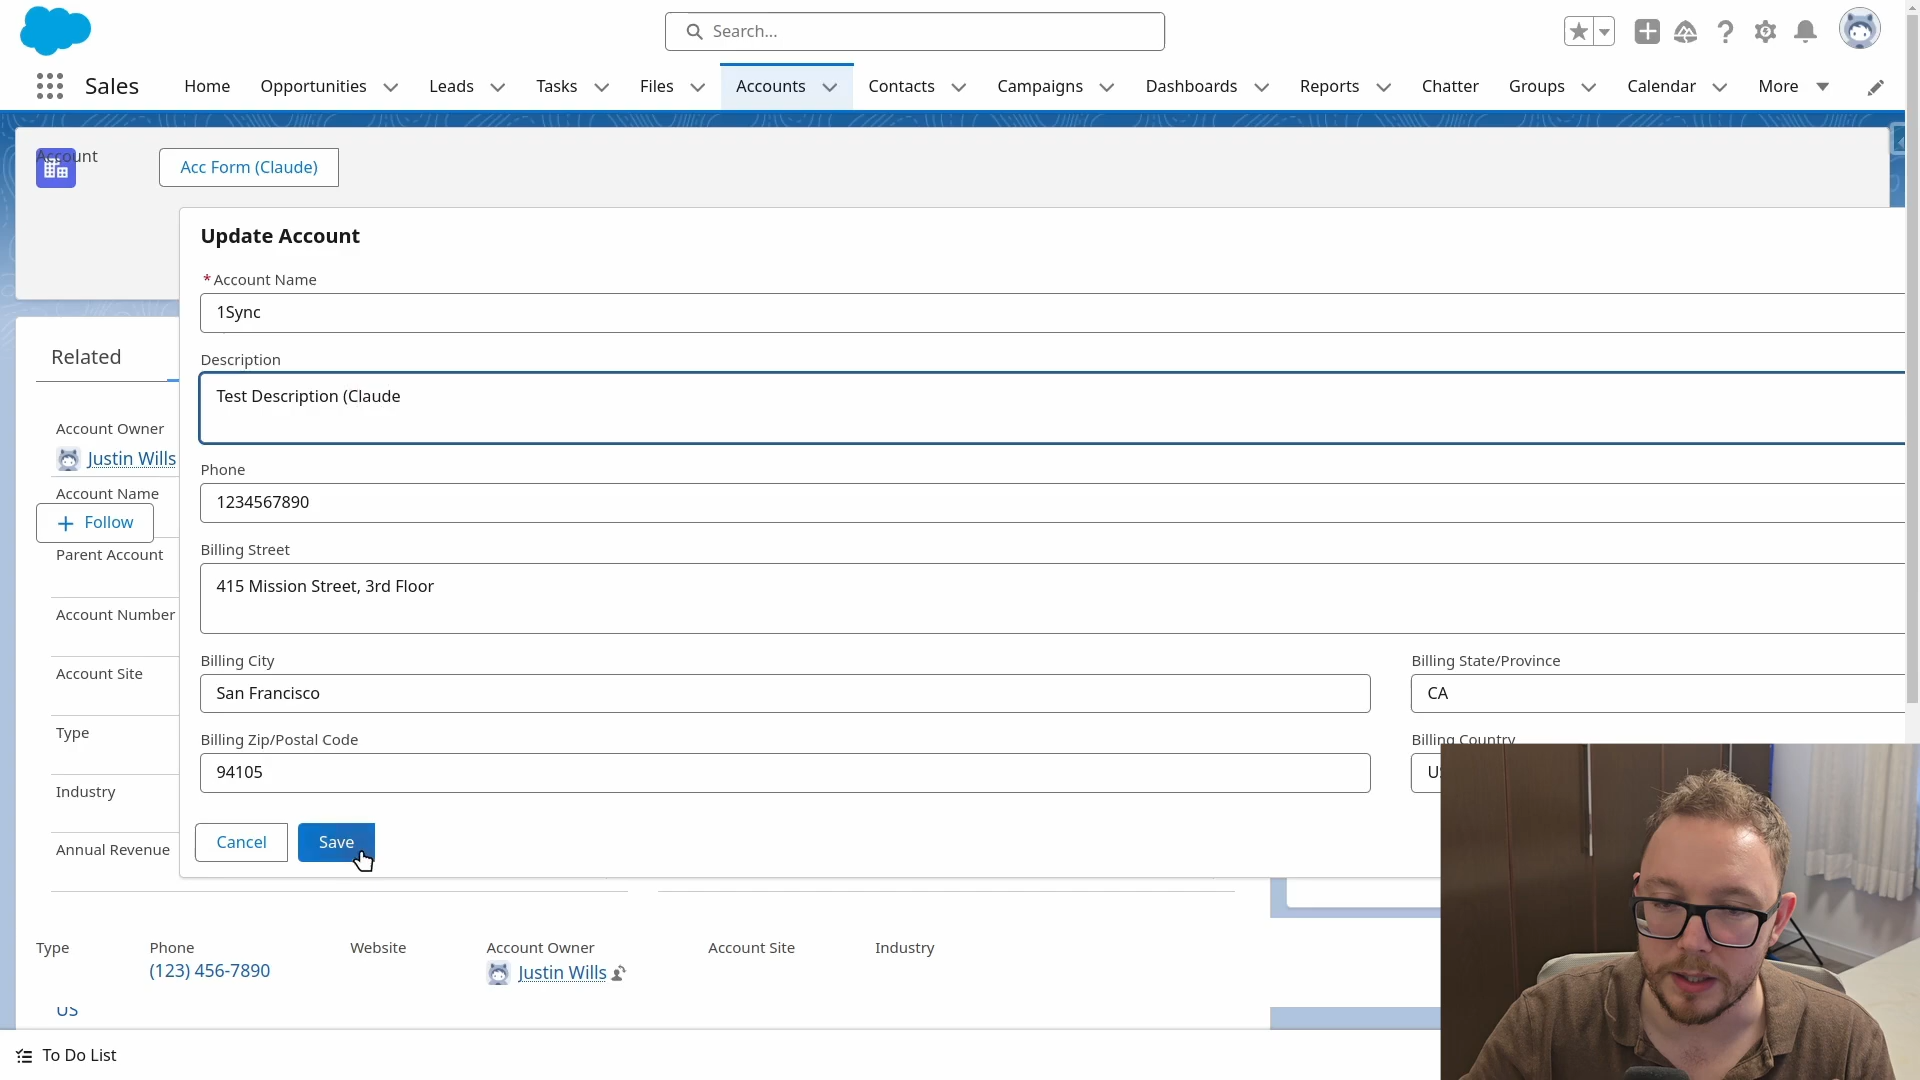 Search...
Sales
Home
Opportunities
Leads
Tasks
Files
Accounts
Contacts
Campaigns
Dashboards
Reports
Chatter
Groups
Calendar
More
Account
Acc Form (Claude)
Update Account
*Account Name
1Sync
Description
Test Description (Claude
Phone
1234567890
Billing Street
415 Mission Street, 3rd Floor
Billing City
San Francisco
Billing State/Province
CA
Billing Zip/Postal Code
94105
Billing Country
Cancel
Save
Related
Account Owner
Justin Wills
Account Name
Follow
Parent Account
Account Number
Account Site
Type
Industry
Annual Revenue
Type
Phone
(123) 456-7890
Website
Account Owner
Justin Wills
Account Site
Industry
US
To Do List